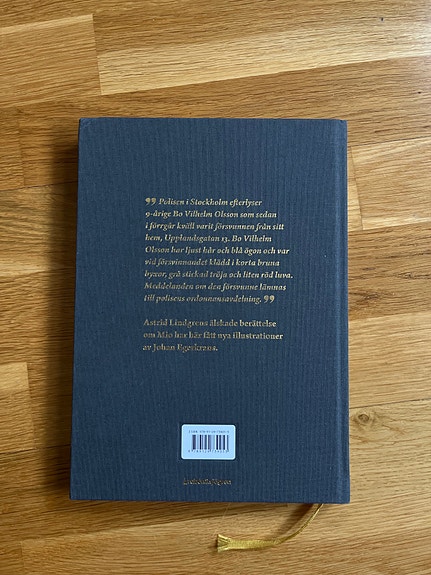 ” Polisen i Stockholm efterlyser
9-årige Bo Vilhelm Olsson som sedan
i förrgår kväll varit försvunnen från sitt
hem, Upplandsgatan 13. Bo Vilhelm
Olsson har ljust hår och blå ögon och var
vid försvinnandet klädd i korta bruna
byxor, grå stickad tröja och liten röd luva.
Meddelanden om den försvunne lämnas
till polisens ordonnansavdelning. ”
Astrid Lindgrens älskade berättelse
om Mio har här fått nya illustrationer
av Johan Egerkrans.